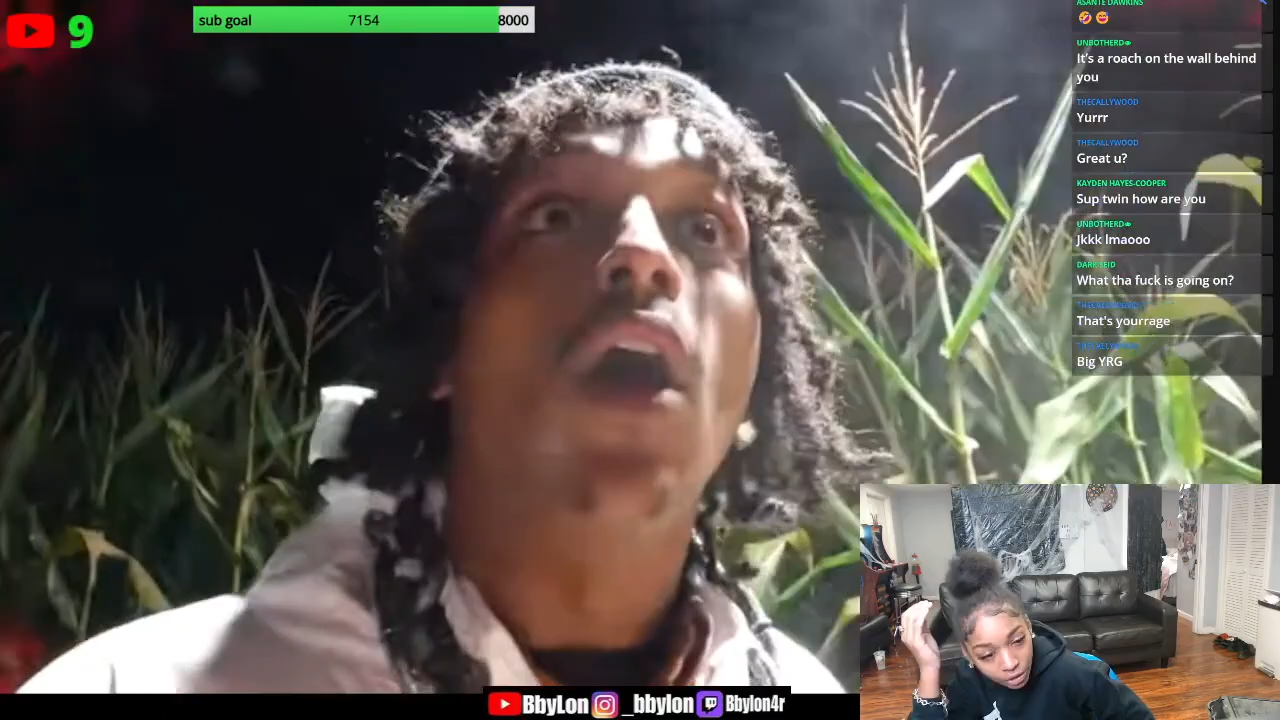 9
sub goal 7154 8000
ASANTE DAWKINS
UNBOTHERD
It's a roach on the wall behind
you
THECALLYWOOD
Yurrr
THECALLYWOOD
Great u?
KAYDEN HAYES-COOPER
Sup twin how are you
UNBOTHERD
Jkkk lmaooo
What tha fuck is going on?
That's yourrage
Big YRG
BbyLon _bbylon Bbylon4r